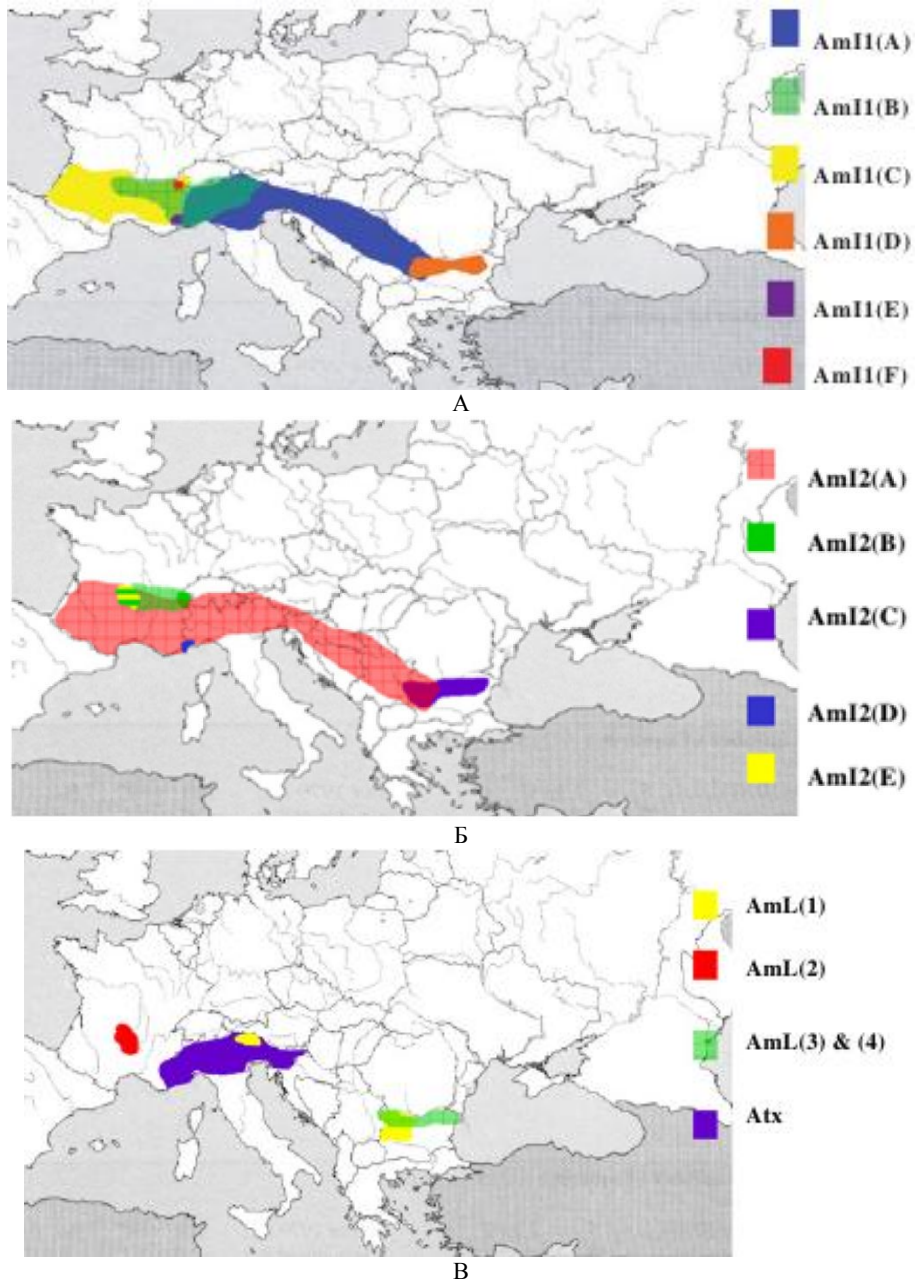 AmI1(A)
AmI1(B)
AmI1(C)
AmI1(D)
AmI1(E)
AmI1(F)
А
AmI2(A)
AmI2(B)
AmI2(C)
AmI2(D)
AmI2(E)
Б
AmL(1)
AmL(2)
AmL(3) & (4)
Atx
В